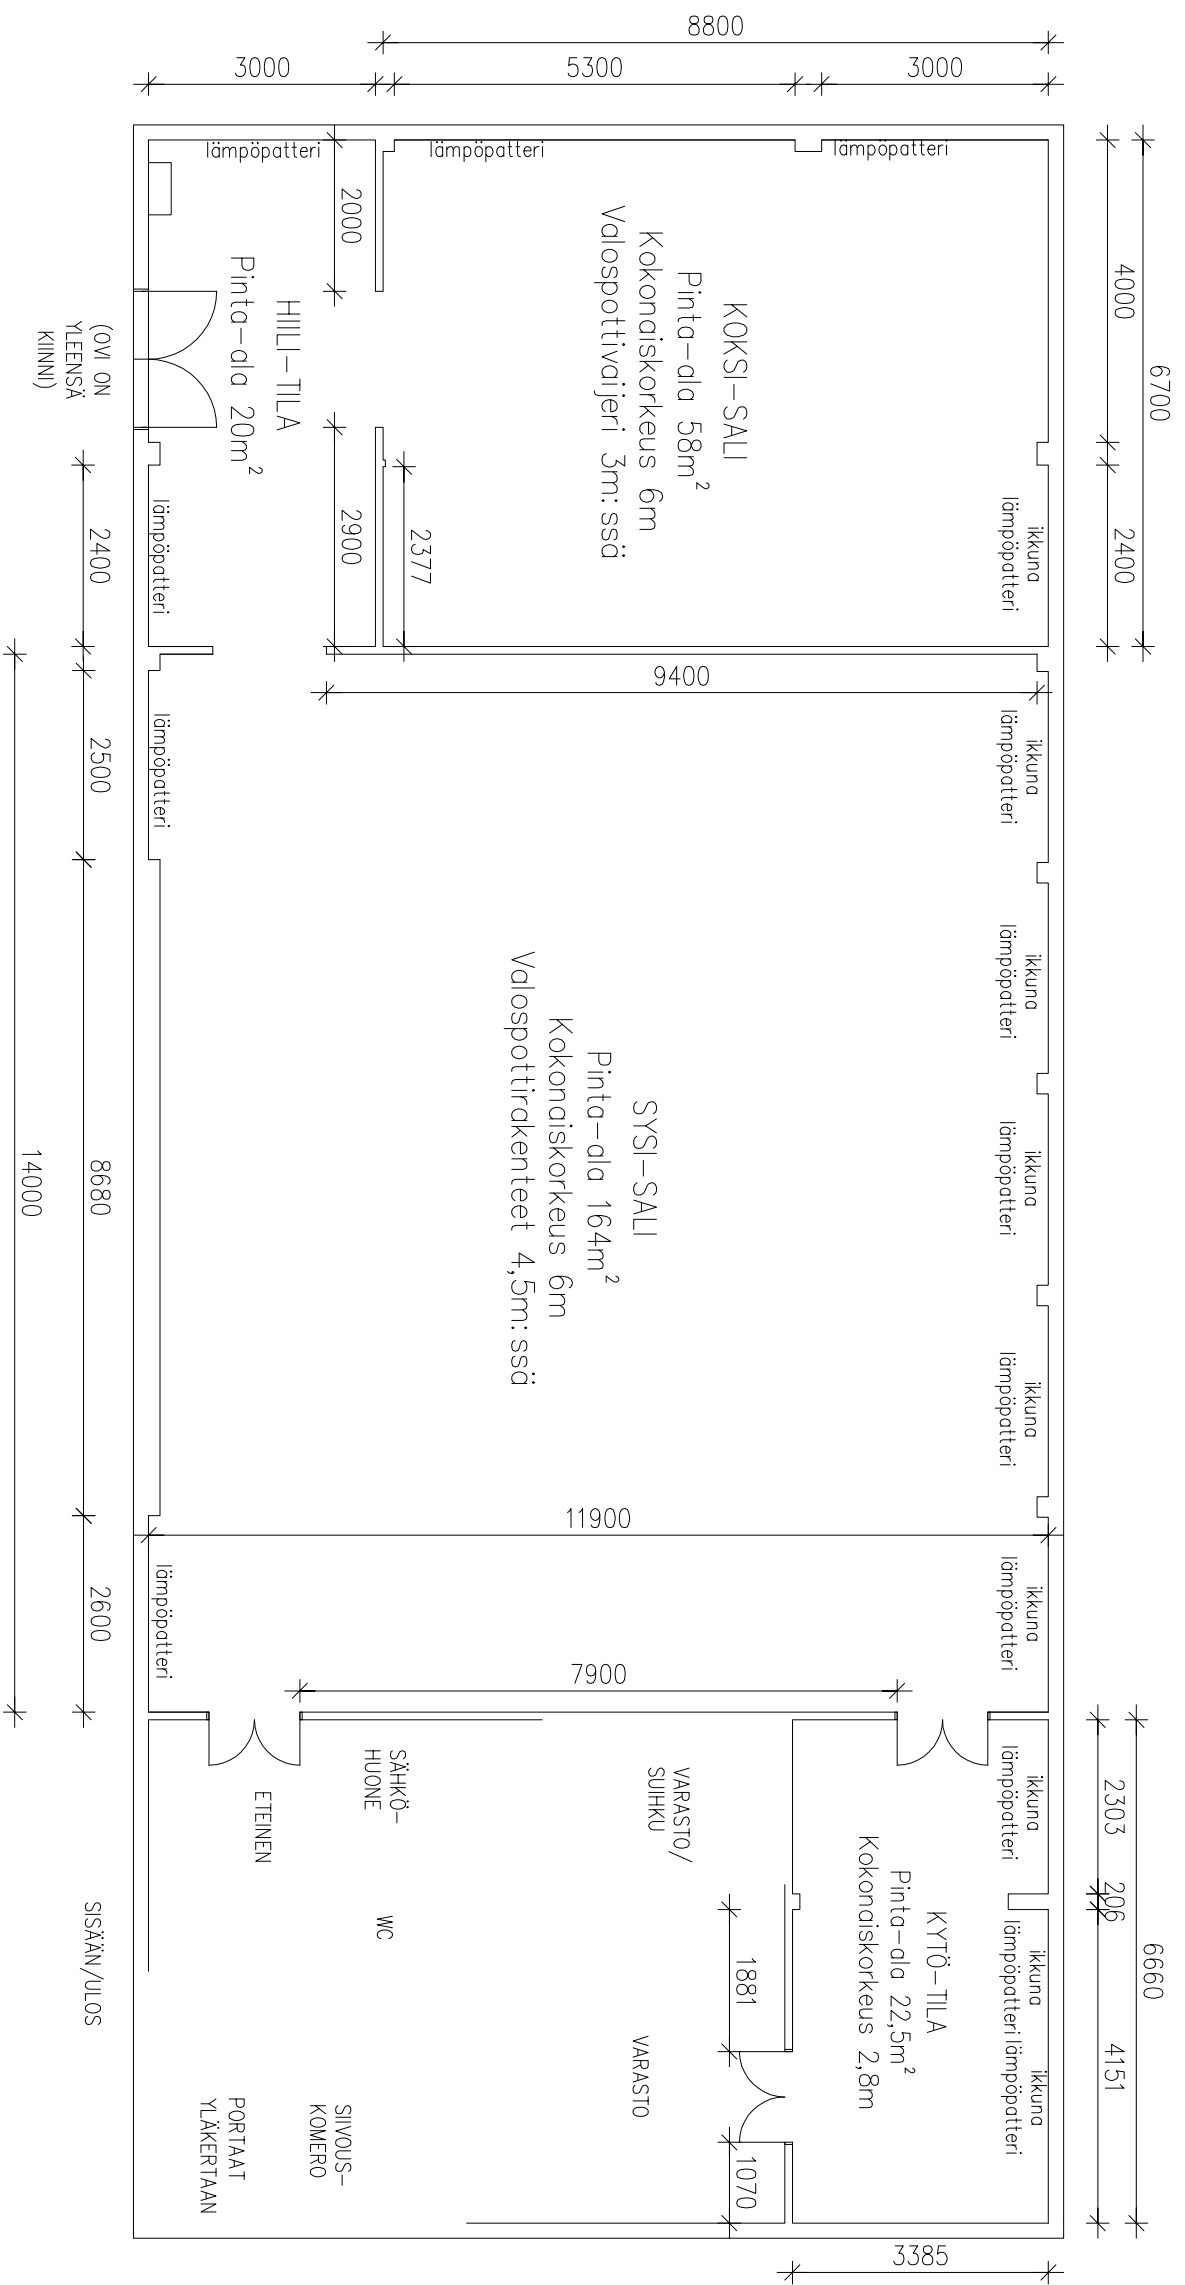 8800
3000
5300
3000
lämpöpatteri
lämpöpatteri
lämpöpatteri
6700
4000
2400
2000
2900
2377
KOKSI-SALI
Pinta-ala 58m²
Kokonaiskorkeus 6m
Valospottivaijeri 3m:ssä
HIILI-TILA
Pinta-ala 20m²
(OVI ON
YLEENSÄ
KIINNI)
ikkuna
lämpöpatteri
lämpöpatteri
2400
9400
2500
lämpöpatteri
ikkuna
lämpöpatteri
ikkuna
lämpöpatteri
ikkuna
lämpöpatteri
ikkuna
lämpöpatteri
SYSI-SALI
Pinta-ala 164m²
Kokonaiskorkeus 6m
Valospottirakenteet 4,5m:ssä
8680
14000
11900
2600
lämpöpatteri
ikkuna
lämpöpatteri
7900
ikkuna
lämpöpatteri
ikkuna
lämpöpatteri
ikkuna
lämpöpatteri
2303
206
4151
6660
KYTÖ-TILA
Pinta-ala 22,5m²
Kokonaiskorkeus 2,8m
VARASTO/
SUIHKU
SÄHKÖ-
HUONE
ETEINEN
WC
1881
VARASTO
1070
SIIVOUS-
KOMERO
PORTAAT
YLÄKERTAAN
SISÄÄN/ULOS
3385